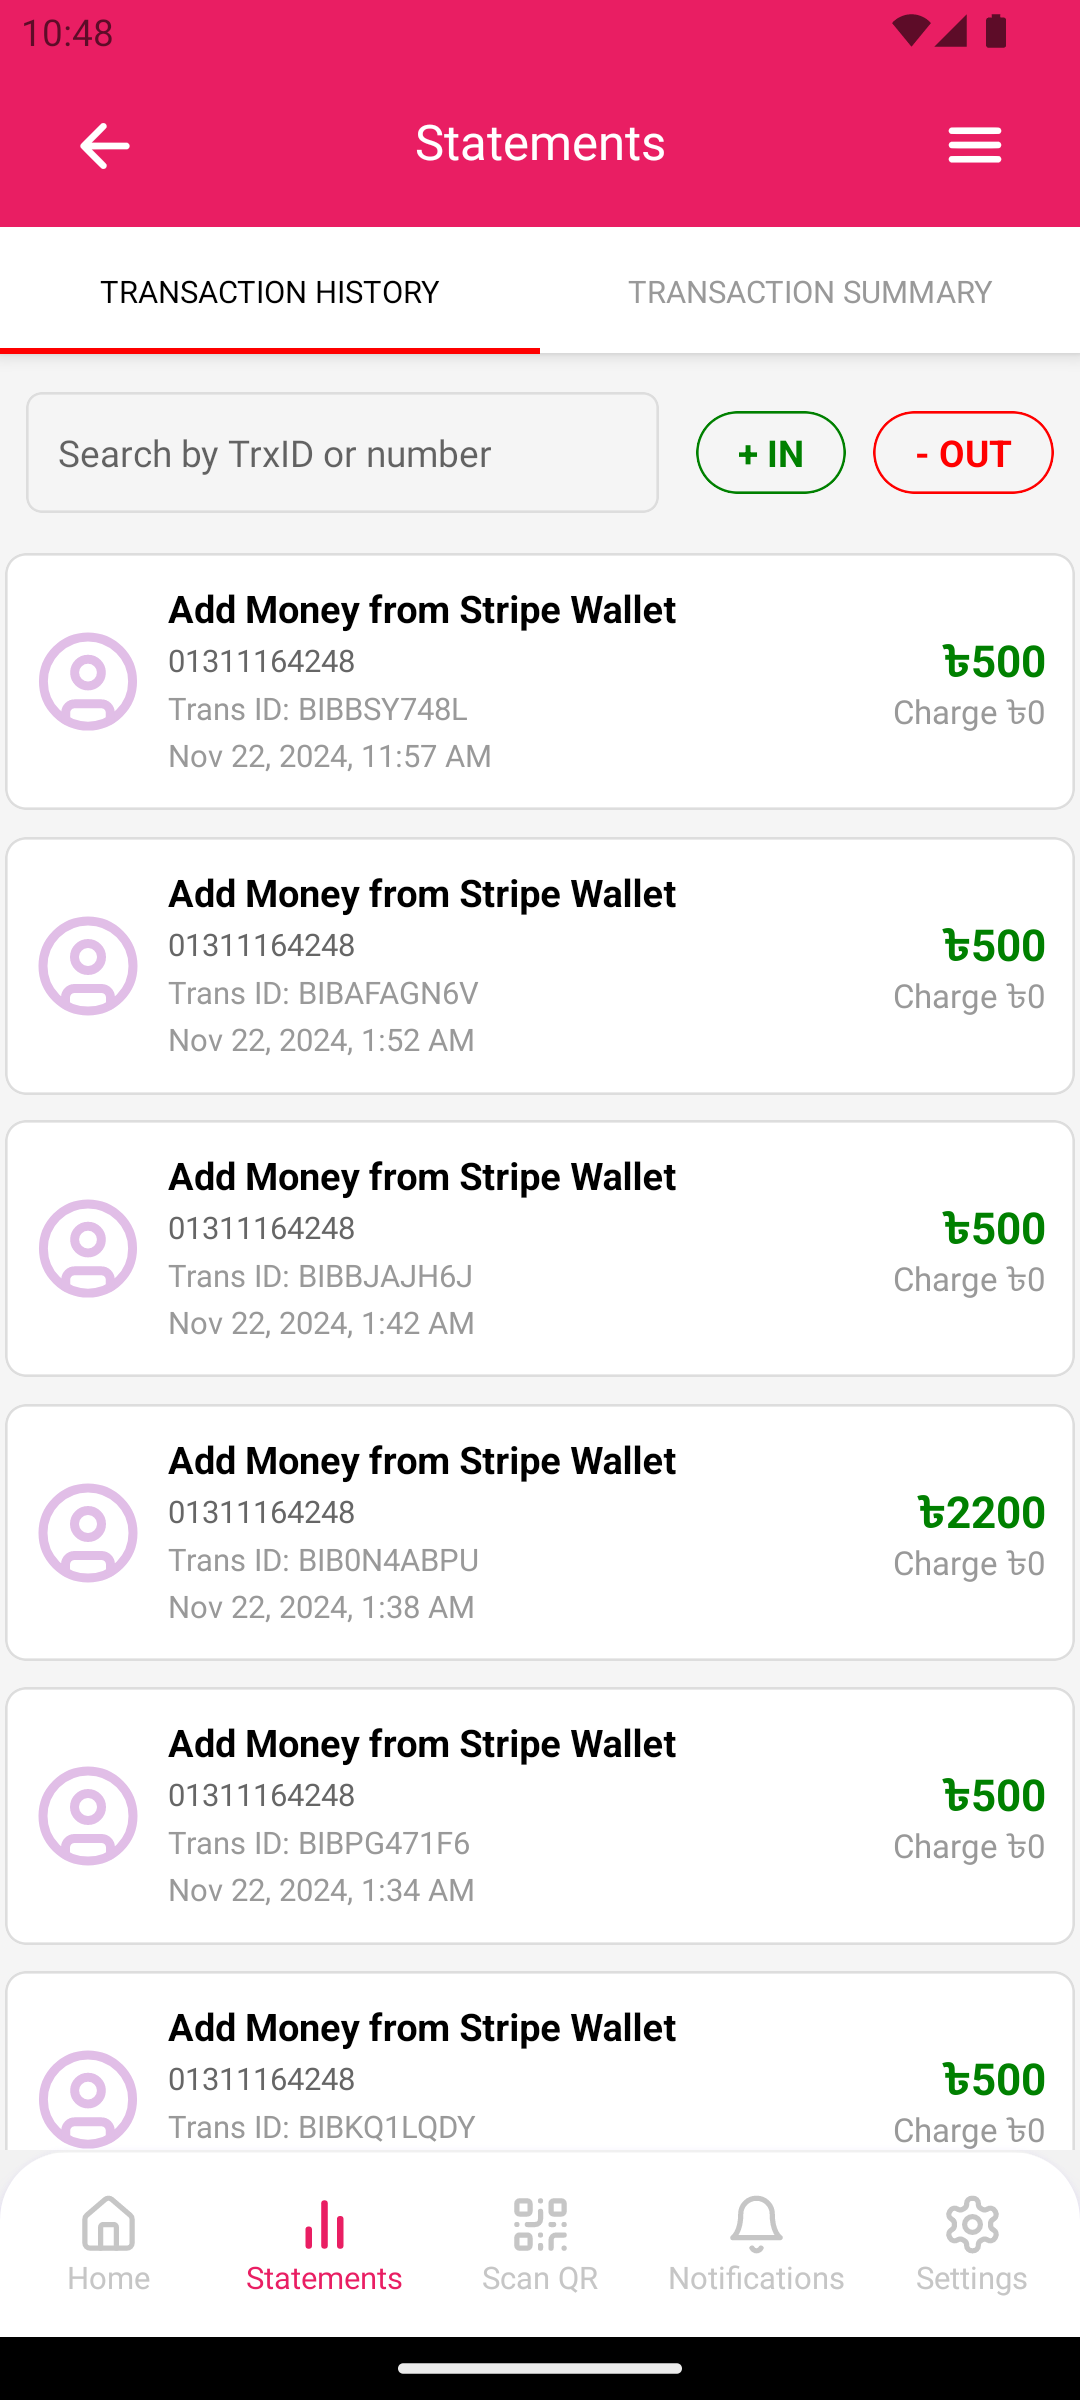 10:48
Statements
TRANSACTION HISTORY
TRANSACTION SUMMARY
Search by TrxID or number
+ IN
- OUT
Add Money from Stripe Wallet
01311164248
Trans ID: BIBBSY748L
Nov 22, 2024, 11:57 AM
৳500
Charge ৳0
Add Money from Stripe Wallet
01311164248
Trans ID: BIBAFAGN6V
Nov 22, 2024, 1:52 AM
৳500
Charge ৳0
Add Money from Stripe Wallet
01311164248
Trans ID: BIBBJAJH6J
Nov 22, 2024, 1:42 AM
৳500
Charge ৳0
Add Money from Stripe Wallet
01311164248
Trans ID: BIB0N4ABPU
Nov 22, 2024, 1:38 AM
৳2200
Charge ৳0
Add Money from Stripe Wallet
01311164248
Trans ID: BIBPG471F6
Nov 22, 2024, 1:34 AM
৳500
Charge ৳0
Add Money from Stripe Wallet
01311164248
Trans ID: BIBKQ1LQDY
৳500
Charge ৳0
Home
Statements
Scan QR
Notifications
Settings